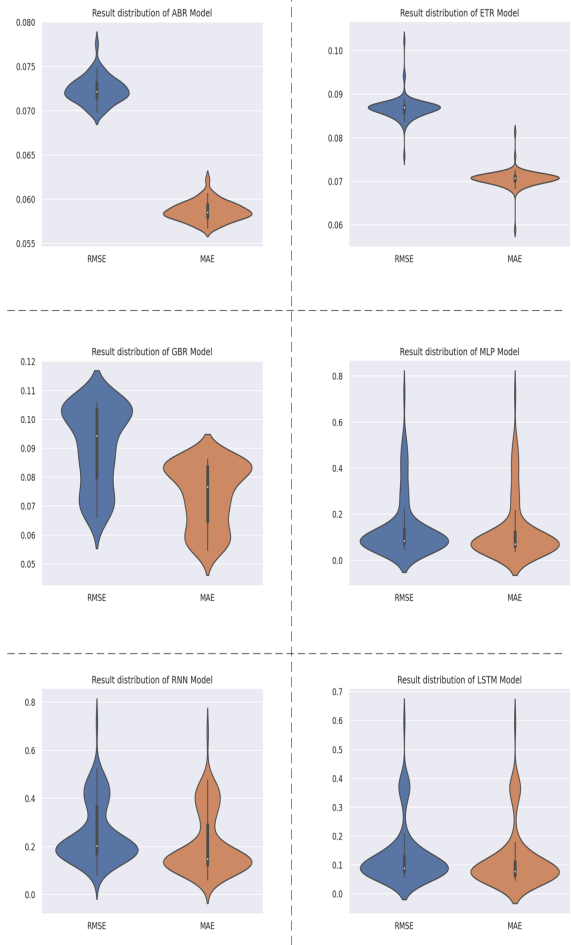 Result distribution of ABR Model
0.080
0.075
0.070
0.065
0.060
0.055
RMSE
MAE
Result distribution of ETR Model
0.10
0.09
0.08
0.07
0.06
RMSE
MAE
Result distribution of GBR Model
0.12
0.11
0.10
0.09
0.08
0.07
0.06
0.05
RMSE
MAE
Result distribution of MLP Model
0.8
0.6
0.4
0.2
0.0
RMSE
MAE
Result distribution of RNN Model
0.8
0.6
0.4
0.2
0.0
RMSE
MAE
Result distribution of LSTM Model
0.7
0.6
0.5
0.4
0.3
0.2
0.1
0.0
RMSE
MAE